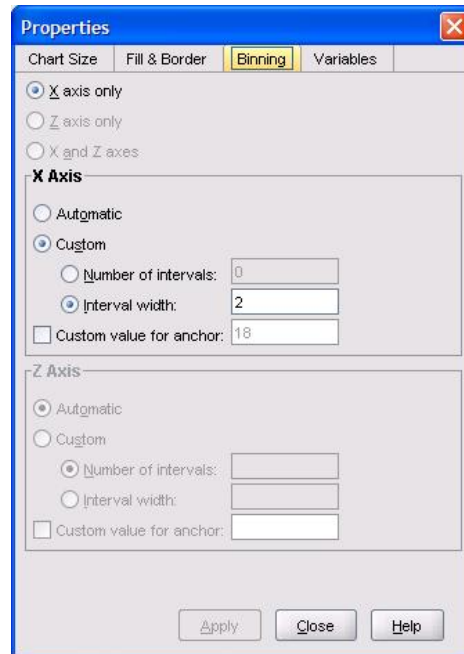 Properties
Chart Size Fill & Border Binning Variables
X axis only
Z axis only
X and Z axes
X Axis
Automatic
Custom
Number of intervals: 0
Interval width: 2
Custom value for anchor: 18
Z Axis
Automatic
Custom
Number of intervals:
Interval width:
Custom value for anchor:
Apply Close Help